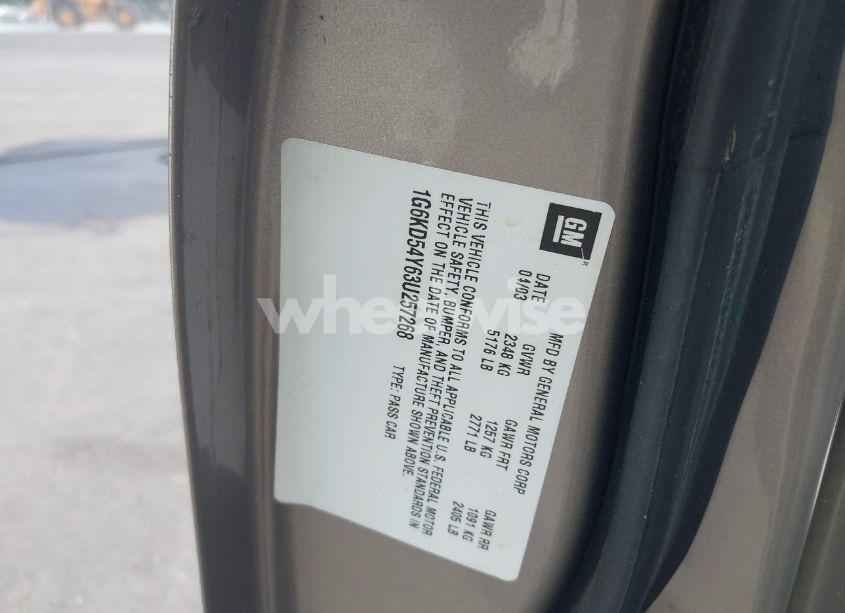 GM
MFD BY GENERAL MOTORS CORP
DATE GVWR GAWR FRT GAWR RR
04/03 2348 KG 1257 KG 1091 KG
5176 LB 2771 LB 2405 LB
THIS VEHICLE CONFORMS TO ALL APPLICABLE U.S. FEDERAL MOTOR
VEHICLE SAFETY, BUMPER, AND THEFT PREVENTION STANDARDS IN
EFFECT ON THE DATE OF MANUFACTURE SHOWN ABOVE.
1G6KD54Y63U257268 TYPE: PASS CAR
wheelwise